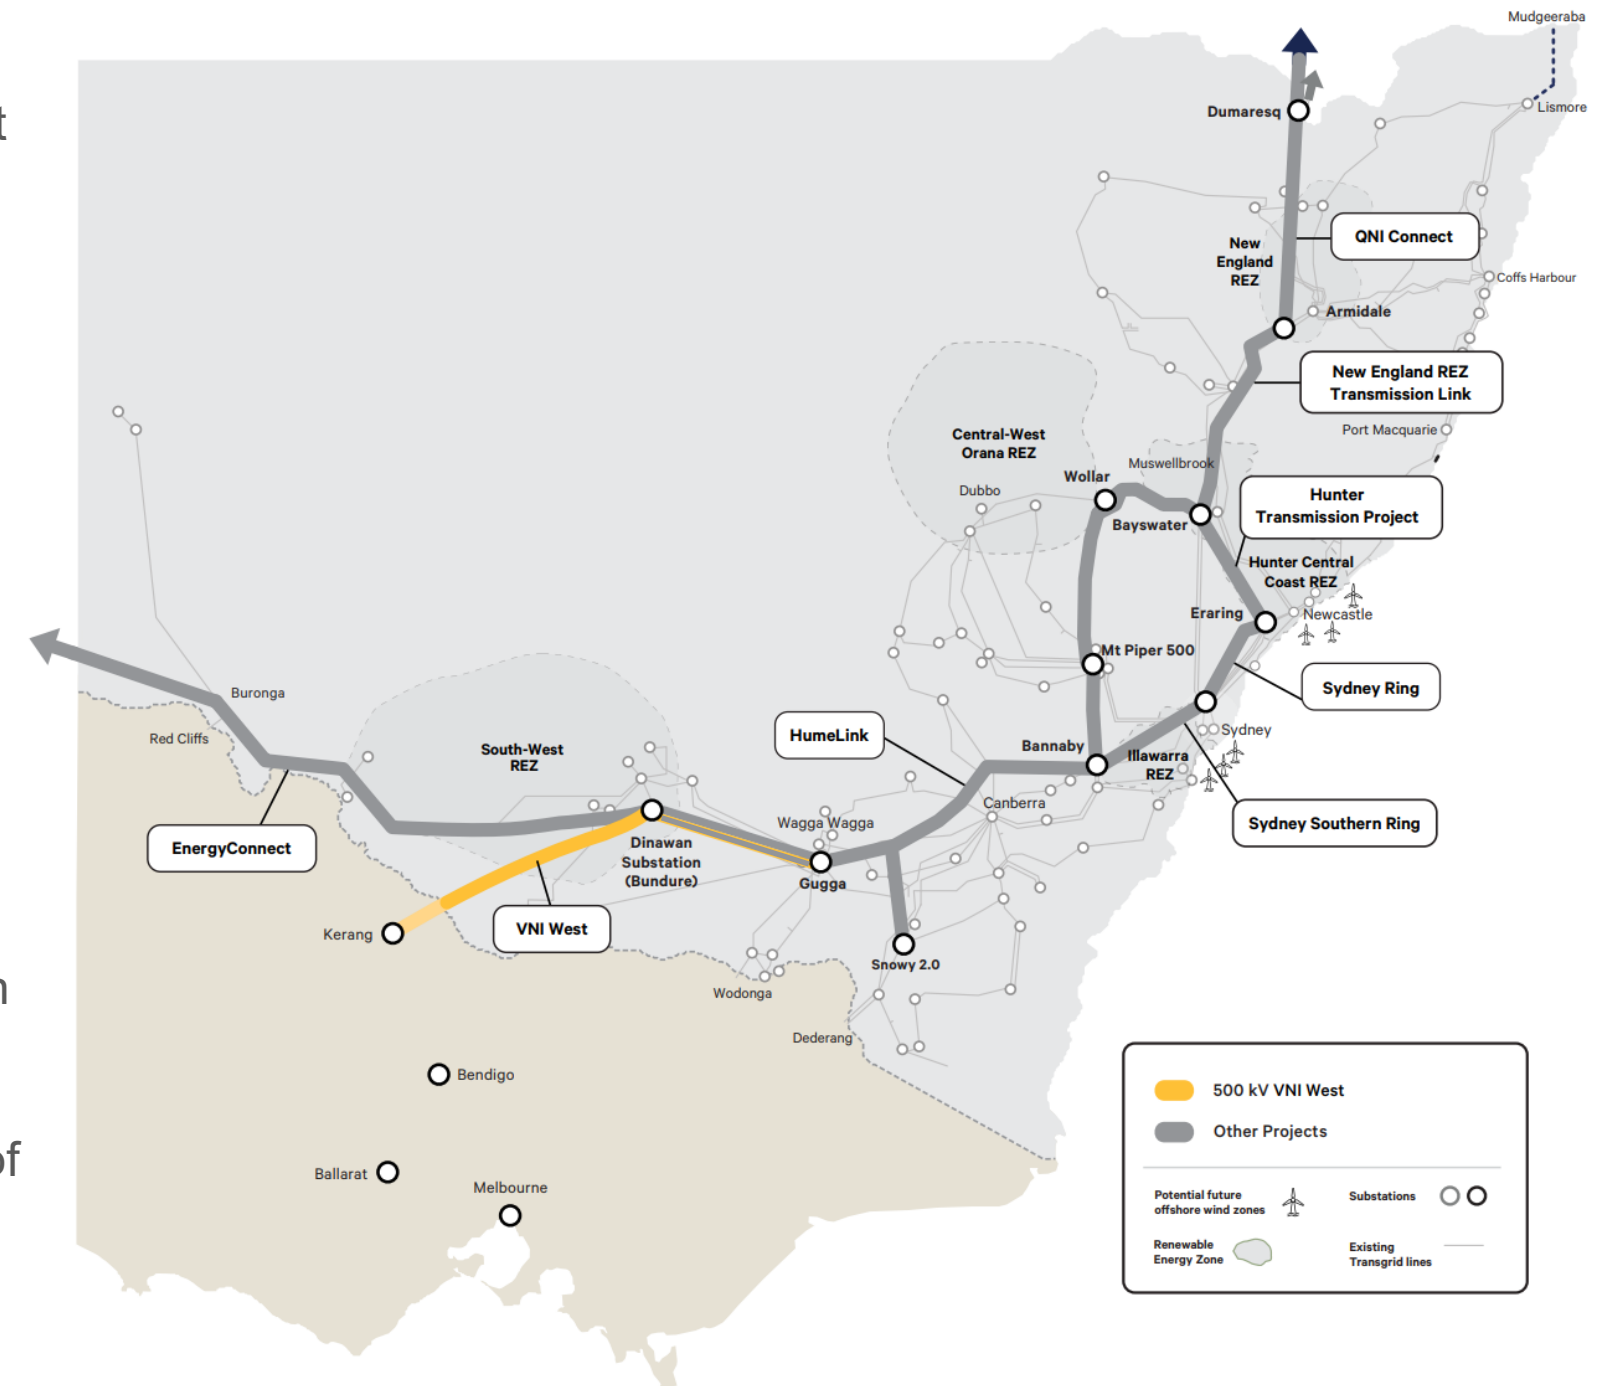 Mudgeeraba
t
Dumaresq
Lismore
QNI Connect
New
England
REZ
Coffs Harbour
Armidale
New England REZ
Transmission Link
Port Macquarie
Central-West
Orana REZ
Muswellbrook
Wollar
Dubbo
Hunter
Transmission Project
Bayswater
Hunter Central
Coast REZ
Eraring
Newcastle
Mt Piper 500
Sydney Ring
Buronga
Red Cliffs
South-West
REZ
HumeLink
Bannaby
Sydney
Illawarra
REZ
Canberra
Wagga Wagga
Sydney Southern Ring
EnergyConnect
Dinawan
Substation
(Bundure)
Gugga
VNI West
Kerang
Snowy 2.0
n
Wodonga
Dederang
Bendigo
500 kV VNI West
Other Projects
of
Ballarat
Melbourne
Potential future
offshore wind zones
Substations
Renewable
Energy Zone
Existing
Transgrid lines